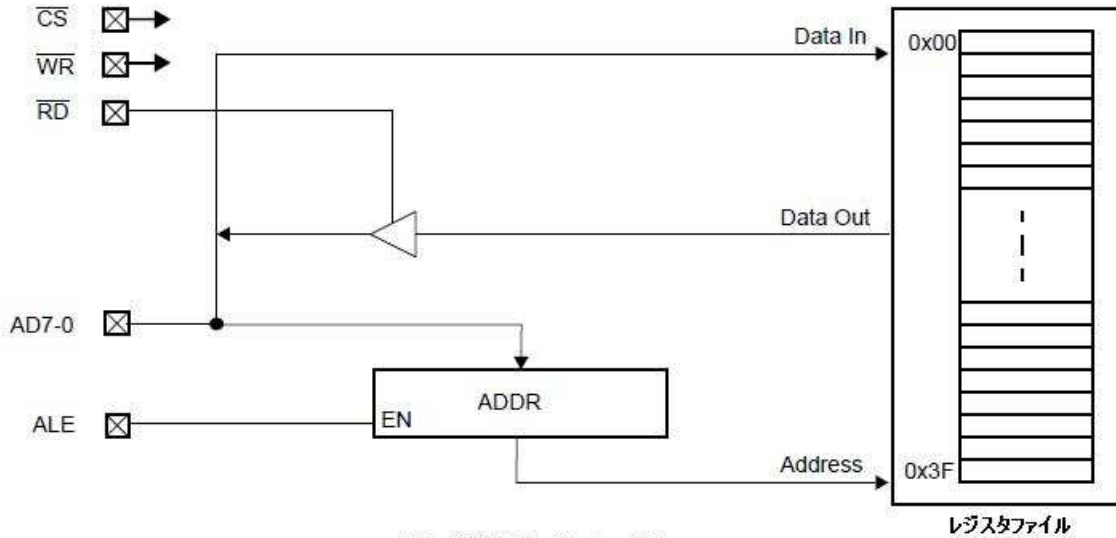 CS
WR
RD
AD7-0
ALE
Data In
Data Out
EN
ADDR
Address
0x00
0x3F
レジスタファイル